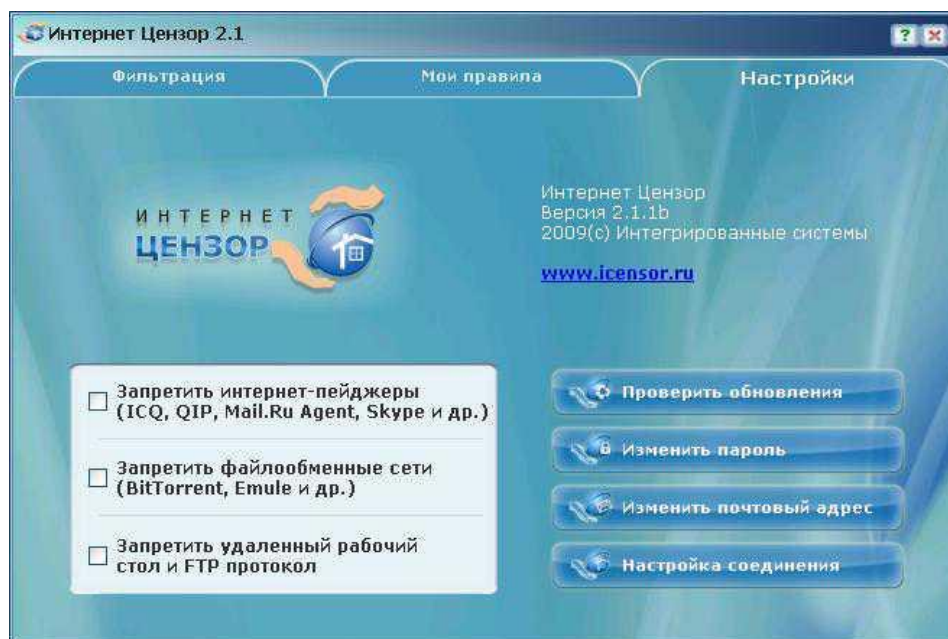 Интернет Цензор 2.1
?
Фильтрация
Мои правила
Настройки
ИНТЕРНЕТ
ЦЕНЗОР
Интернет Цензор
Версия 2.1.1b
2009(c) Интегрированные системы
www.icensor.ru
Запретить интернет-пейджеры
(ICQ, QIP, Mail.Ru Agent, Skype и др.)
Запретить файлообменные сети
(BitTorrent, Emule и др.)
Запретить удаленный рабочий
стол и FTP протокол
Проверить обновления
Изменить пароль
Изменить почтовый адрес
Настройка соединения